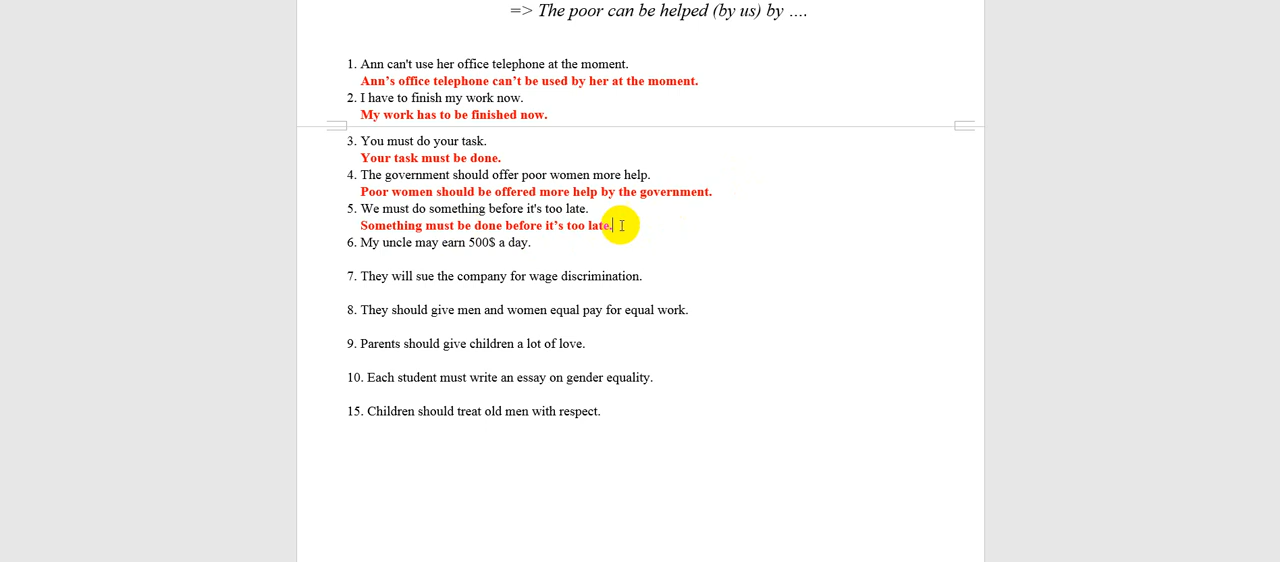 => The poor can be helped (by us) by ....
1. Ann can't use her office telephone at the moment.
Ann’s office telephone can’t be used by her at the moment.
2. I have to finish my work now.
My work has to be finished now.
3. You must do your task.
Your task must be done.
4. The government should offer poor women more help.
Poor women should be offered more help by the government.
5. We must do something before it's too late.
Something must be done before it’s too late.
6. My uncle may earn 500$ a day.
7. They will sue the company for wage discrimination.
8. They should give men and women equal pay for equal work.
9. Parents should give children a lot of love.
10. Each student must write an essay on gender equality.
15. Children should treat old men with respect.